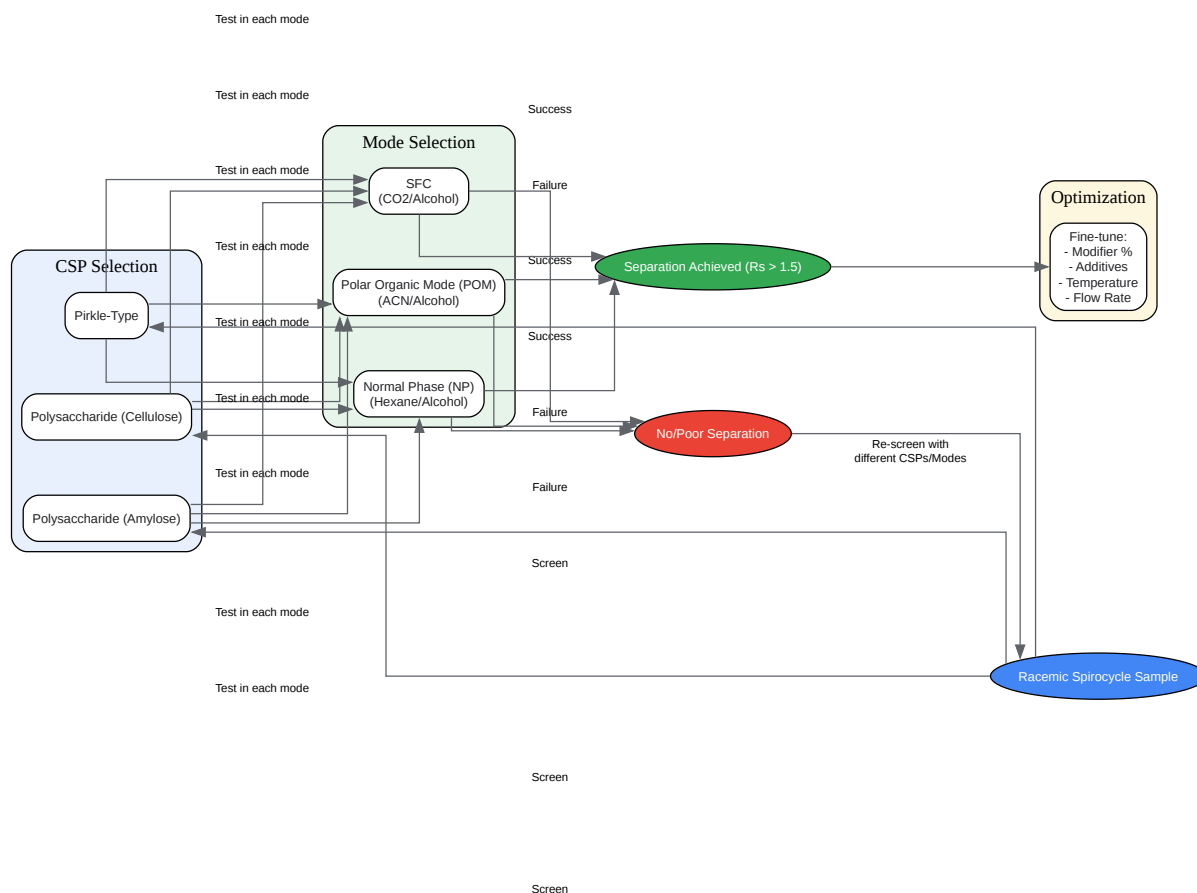 Test in each mode
Test in each mode
Success
Mode Selection
Test in each mode
SFC
(CO2/Alcohol)
Failure
Optimization
Fine-tune:
- Modifier %
- Additives
- Temperature
- Flow Rate
Test in each mode
CSP Selection
Success
Separation Achieved (Rs > 1.5)
Polar Organic Mode (POM)
(ACN/Alcohol)
Pirkle-Type
Test in each mode
Success
Normal Phase (NP)
(Hexane/Alcohol)
Test in each mode
Polysaccharide (Cellulose)
Failure
No/Poor Separation
Re-screen with
different CSPs/Modes
Test in each mode
Failure
Polysaccharide (Amylose)
Screen
Test in each mode
Racemic Spirocycle Sample
Test in each mode
Screen
Screen